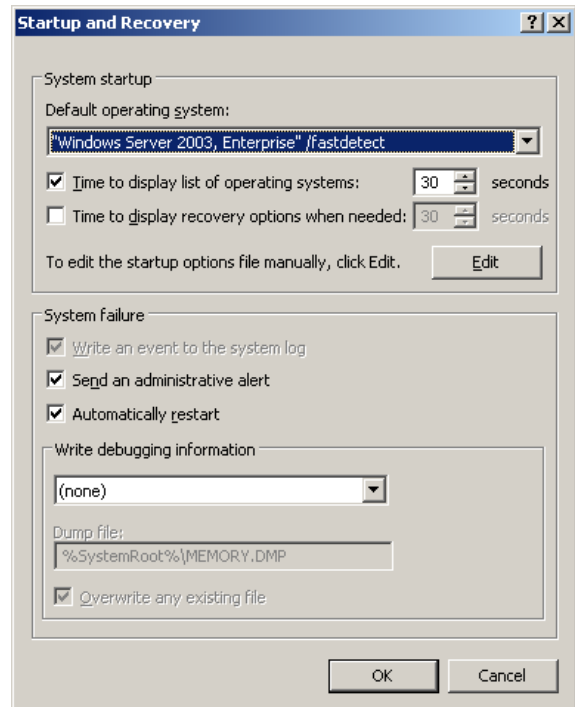 Startup and Recovery
System startup
Default operating system:
"Windows Server 2003, Enterprise" /fastdetect
Time to display list of operating systems: 30 seconds
Time to display recovery options when needed: 30 seconds
To edit the startup options file manually, click Edit. Edit
System failure
Write an event to the system log
Send an administrative alert
Automatically restart
Write debugging information
(none)
Dump file:
%SystemRoot%\MEMORY.DMP
Overwrite any existing file
OK Cancel